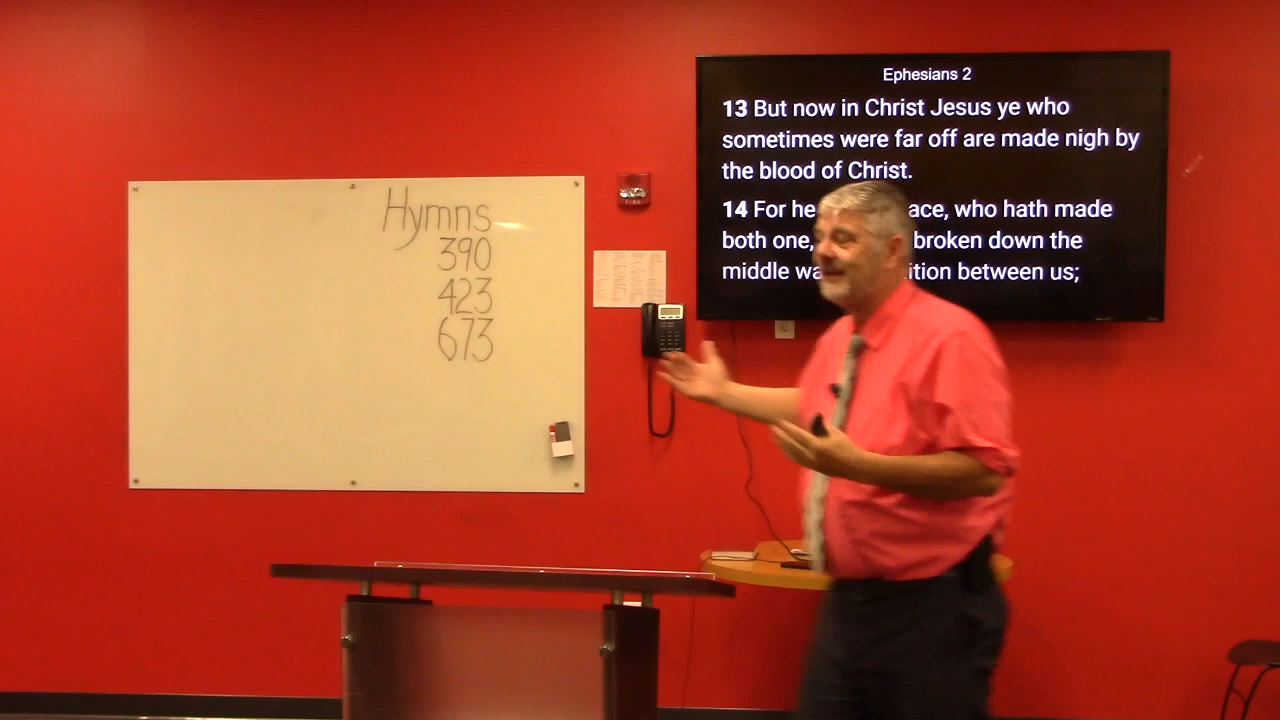 Hymns
390
423
673
FIRE
Ephesians 2
13 But now in Christ Jesus ye who
sometimes were far off are made nigh by
the blood of Christ.
14 For he ace, who hath made
both one, broken down the
middle wa ition between us;